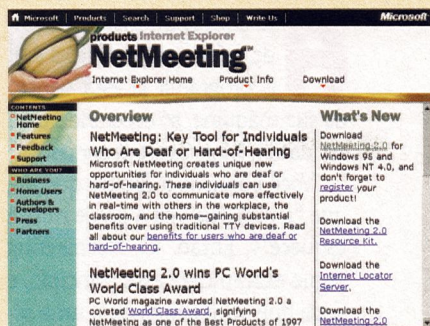 Microsoft | Products | Search | Support | Shop | Write Us | Microsoft
products Internet Explorer
NetMeeting™
Internet Explorer Home Product Info Download
CONTENTS
NetMeeting
Home
Features
Feedback
Support
WHO ARE YOU?
Business
Home Users
Authors &
Developers
Press
Partners
Overview
NetMeeting: Key Tool for Individuals
Who Are Deaf or Hard-of-Hearing
Microsoft NetMeeting creates unique new
opportunities for individuals who are deaf or
hard-of-hearing. These individuals can use
NetMeeting 2.0 to communicate more effectively
in real-time with others in the workplace, the
classroom, and the home—gaining substantial
benefits over using traditional TTY devices. Read
all about our benefits for users who are deaf or
hard-of-hearing.
NetMeeting 2.0 wins PC World's
World Class Award
PC World magazine awarded NetMeeting 2.0 a
coveted World Class Award, signifying
NetMeeting as one of the Best Products of 1997
What's New
Download
NetMeeting 2.0 for
Windows 95 and
Windows NT 4.0, and
don't forget to
register your
product!
Download the
NetMeeting 2.0
Resource Kit.
Download the
Internet Locator
Server.
Download the
NetMeeting 2.0